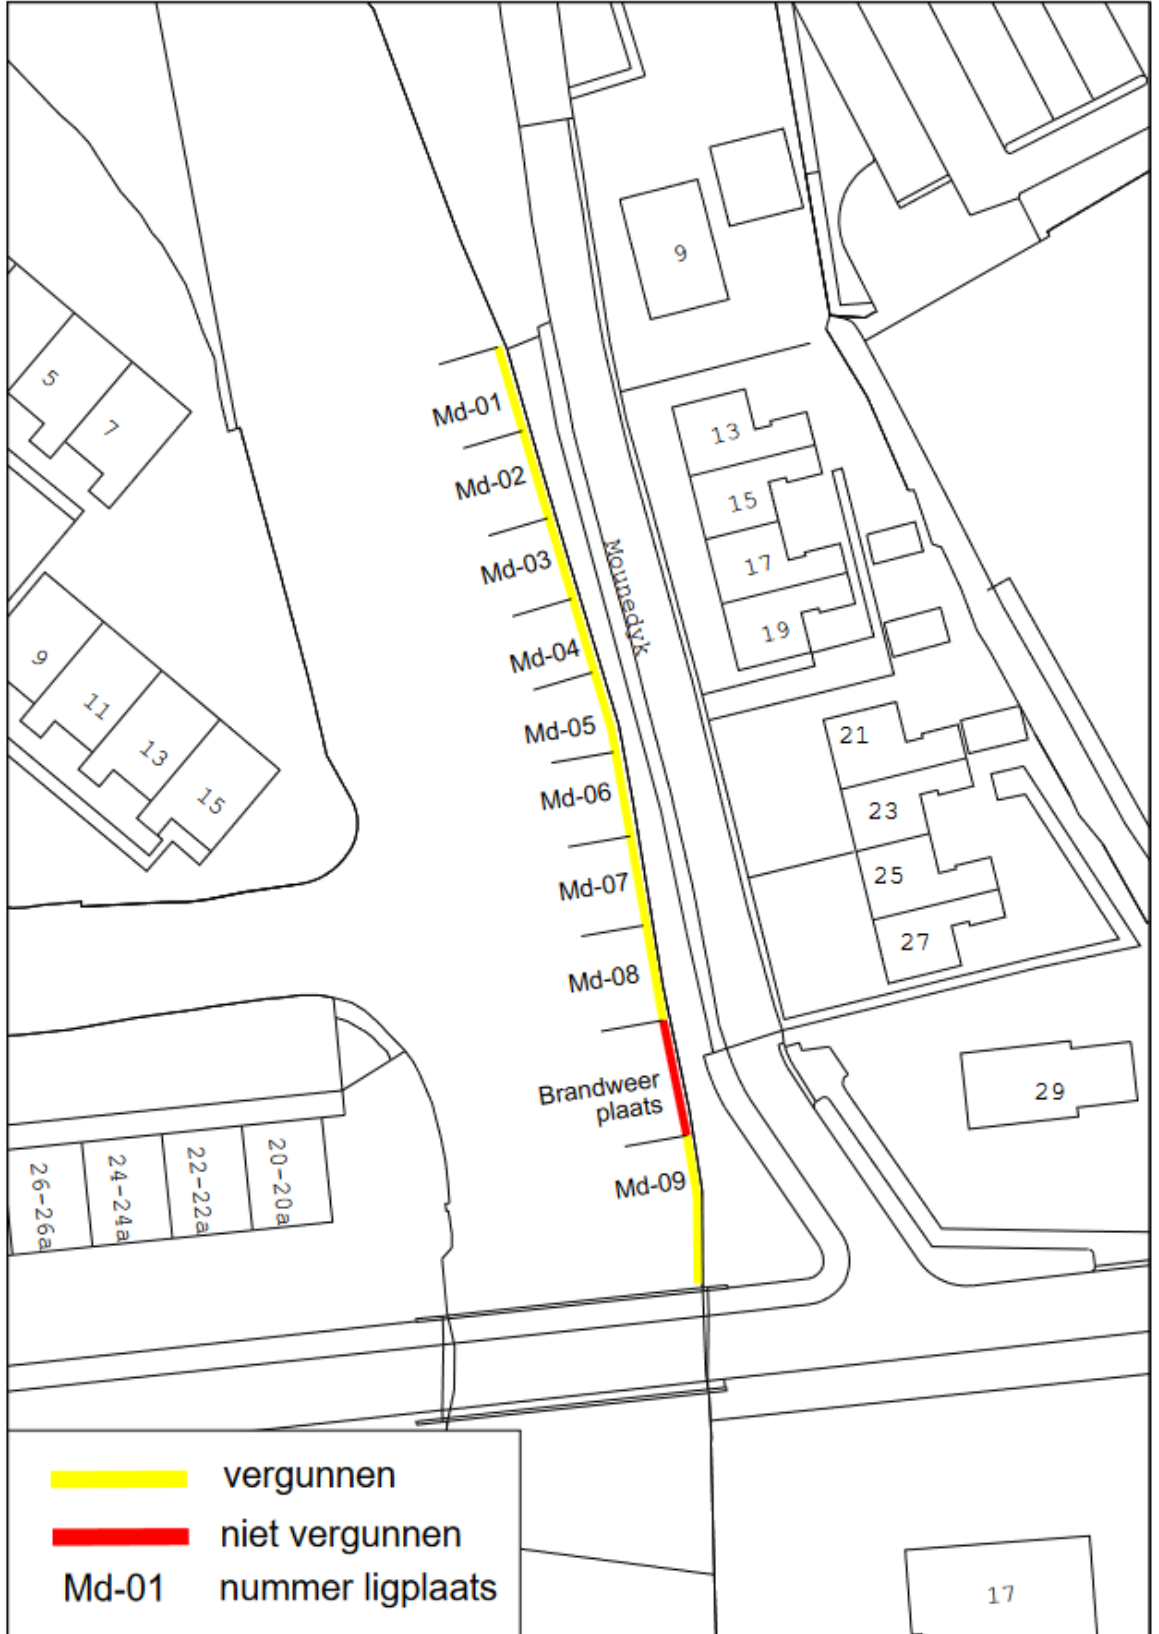 9
5
7
Md-01
13
Md-02
15
Md-03
Mounedyk
17
19
Md-04
9
11
13
15
Md-05
21
Md-06
23
Md-07
25
27
Md-08
Brandweer
plaats
29
26-26a
24-24a
22-22a
20-20a
Md-09
vergunnen
niet vergunnen
Md-01 nummer ligplaats
17